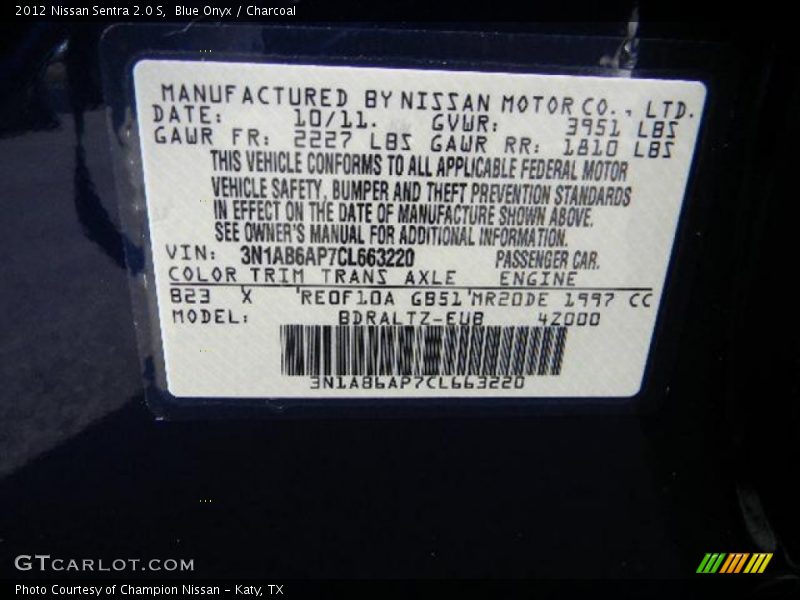 2012 Nissan Sentra 2.0 S, Blue Onyx / Charcoal
MANUFACTURED BY NISSAN MOTOR CO., LTD.
DATE: 10/11. GVWR: 3951 LBS
GAWR FR: 2227 LBS GAWR RR: 1810 LBS
THIS VEHICLE CONFORMS TO ALL APPLICABLE FEDERAL MOTOR
VEHICLE SAFETY, BUMPER AND THEFT PREVENTION STANDARDS
IN EFFECT ON THE DATE OF MANUFACTURE SHOWN ABOVE.
SEE OWNER'S MANUAL FOR ADDITIONAL INFORMATION.
VIN: 3N1AB6AP7CL663220 PASSENGER CAR.
COLOR TRIM TRANS AXLE ENGINE
B23 X RE0F10A GB51 MR20DE 1997 CC
MODEL: BDRALTZ-EUB 4Z000
3N1AB6AP7CL663220
GTCARLOT.COM
Photo Courtesy of Champion Nissan - Katy, TX